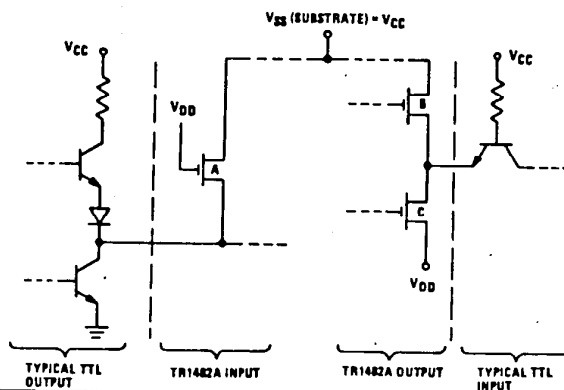 VSS (SUBSTRATE) = VCC
VCC
VCC
VDD
B
A
C
VDD
TYPICAL TTL
OUTPUT
TR1482A INPUT
TR1482A OUTPUT
TYPICAL TTL
INPUT